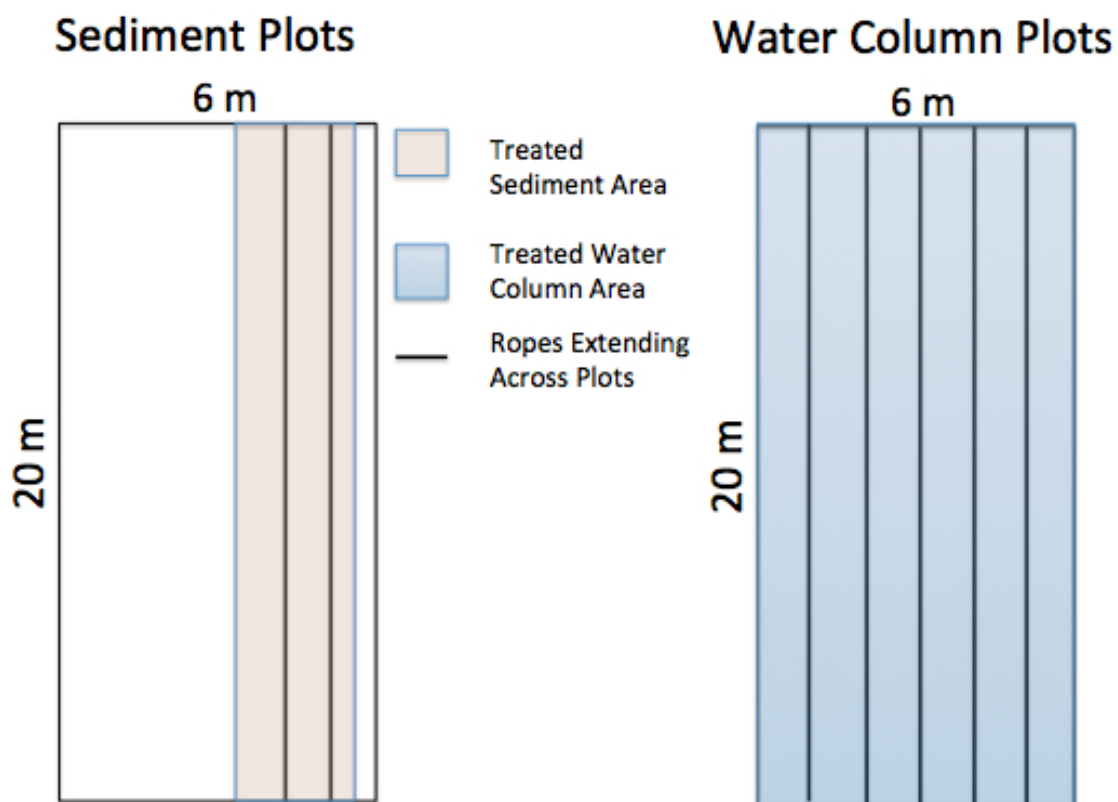 Sediment Plots
6 m
20 m
Treated
Sediment Area
Treated Water
Column Area
Ropes Extending
Across Plots
Water Column Plots
6 m
20 m